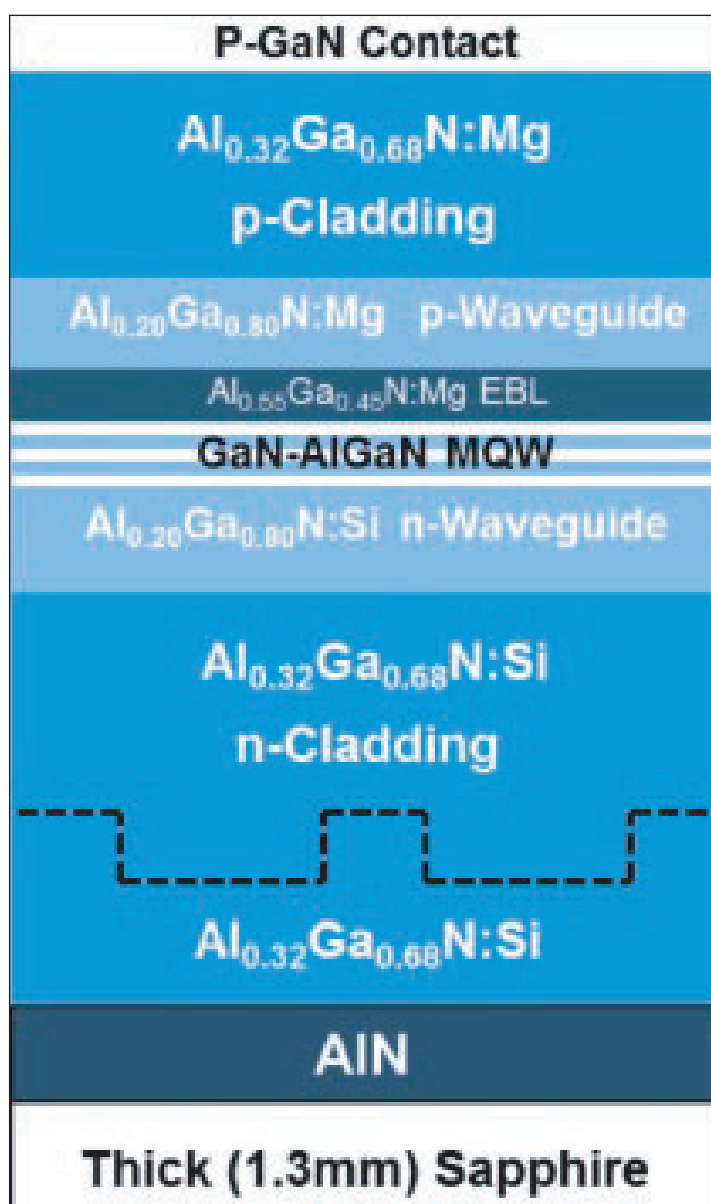 P-GaN Contact
Al0.32Ga0.68N:Mg
p-Cladding
Al0.20Ga0.80N:Mg p-Waveguide
Al0.55Ga0.45N:Mg EBL
GaN-AlGaN MQW
Al0.20Ga0.80N:Si n-Waveguide
Al0.32Ga0.68N:Si
n-Cladding
Al0.32Ga0.68N:Si
AlN
Thick (1.3mm) Sapphire